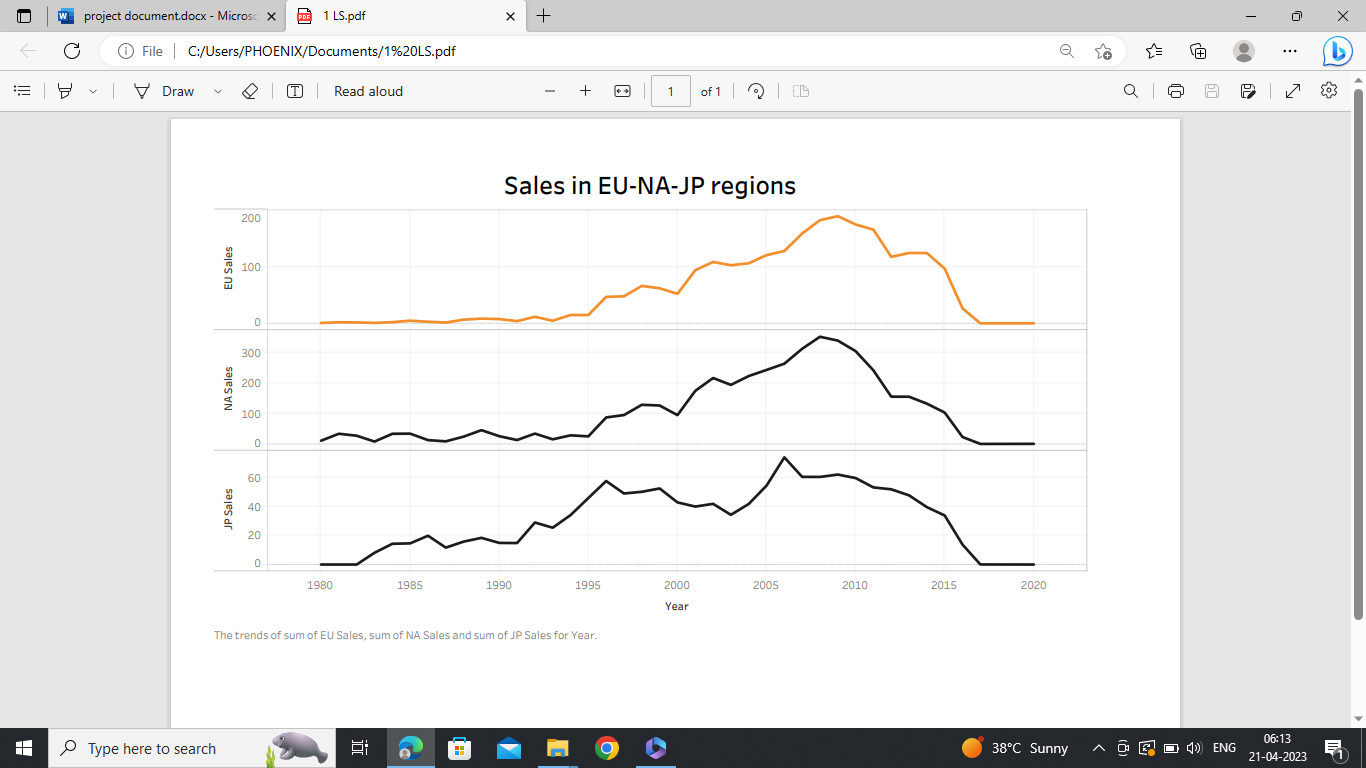 project document.docx - Microsc
1 LS.pdf
File
C:/Users/PHOENIX/Documents/1%20LS.pdf
Draw
Read aloud
1 of 1
Sales in EU-NA-JP regions
EU Sales
200
100
0
NA Sales
300
200
100
0
JP Sales
60
40
20
0
1980 1985 1990 1995 2000 2005 2010 2015 2020
Year
The trends of sum of EU Sales, sum of NA Sales and sum of JP Sales for Year.
Type here to search
38°C Sunny
ENG
06:13
21-04-2023
1